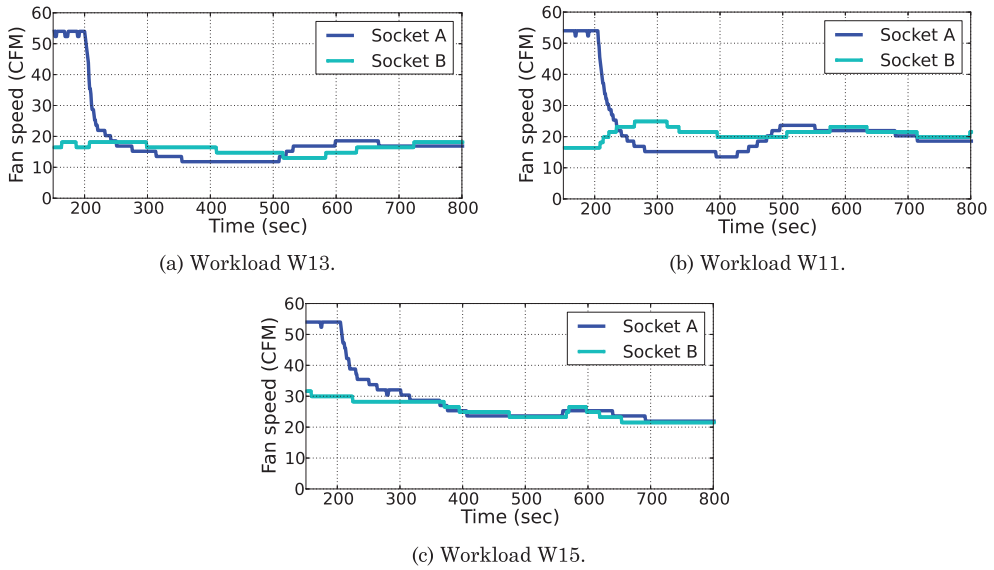 60
50
40
30
20
10
0
Fan speed (CFM)
200 300 400 500 600 700 800
Time (sec)
Socket A
Socket B
(a) Workload W13.
60
50
40
30
20
10
0
Fan speed (CFM)
200 300 400 500 600 700 800
Time (sec)
Socket A
Socket B
(b) Workload W11.
60
50
40
30
20
10
0
Fan speed (CFM)
200 300 400 500 600 700 800
Time (sec)
Socket A
Socket B
(c) Workload W15.